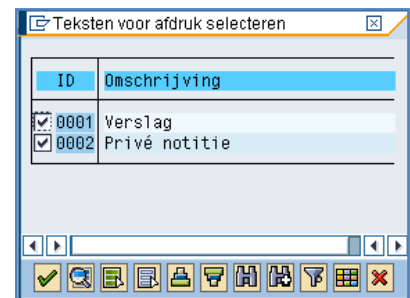 Teksten voor afdruk selecteren
ID Omschrijving
0001 Verslag
0002 Privé notitie